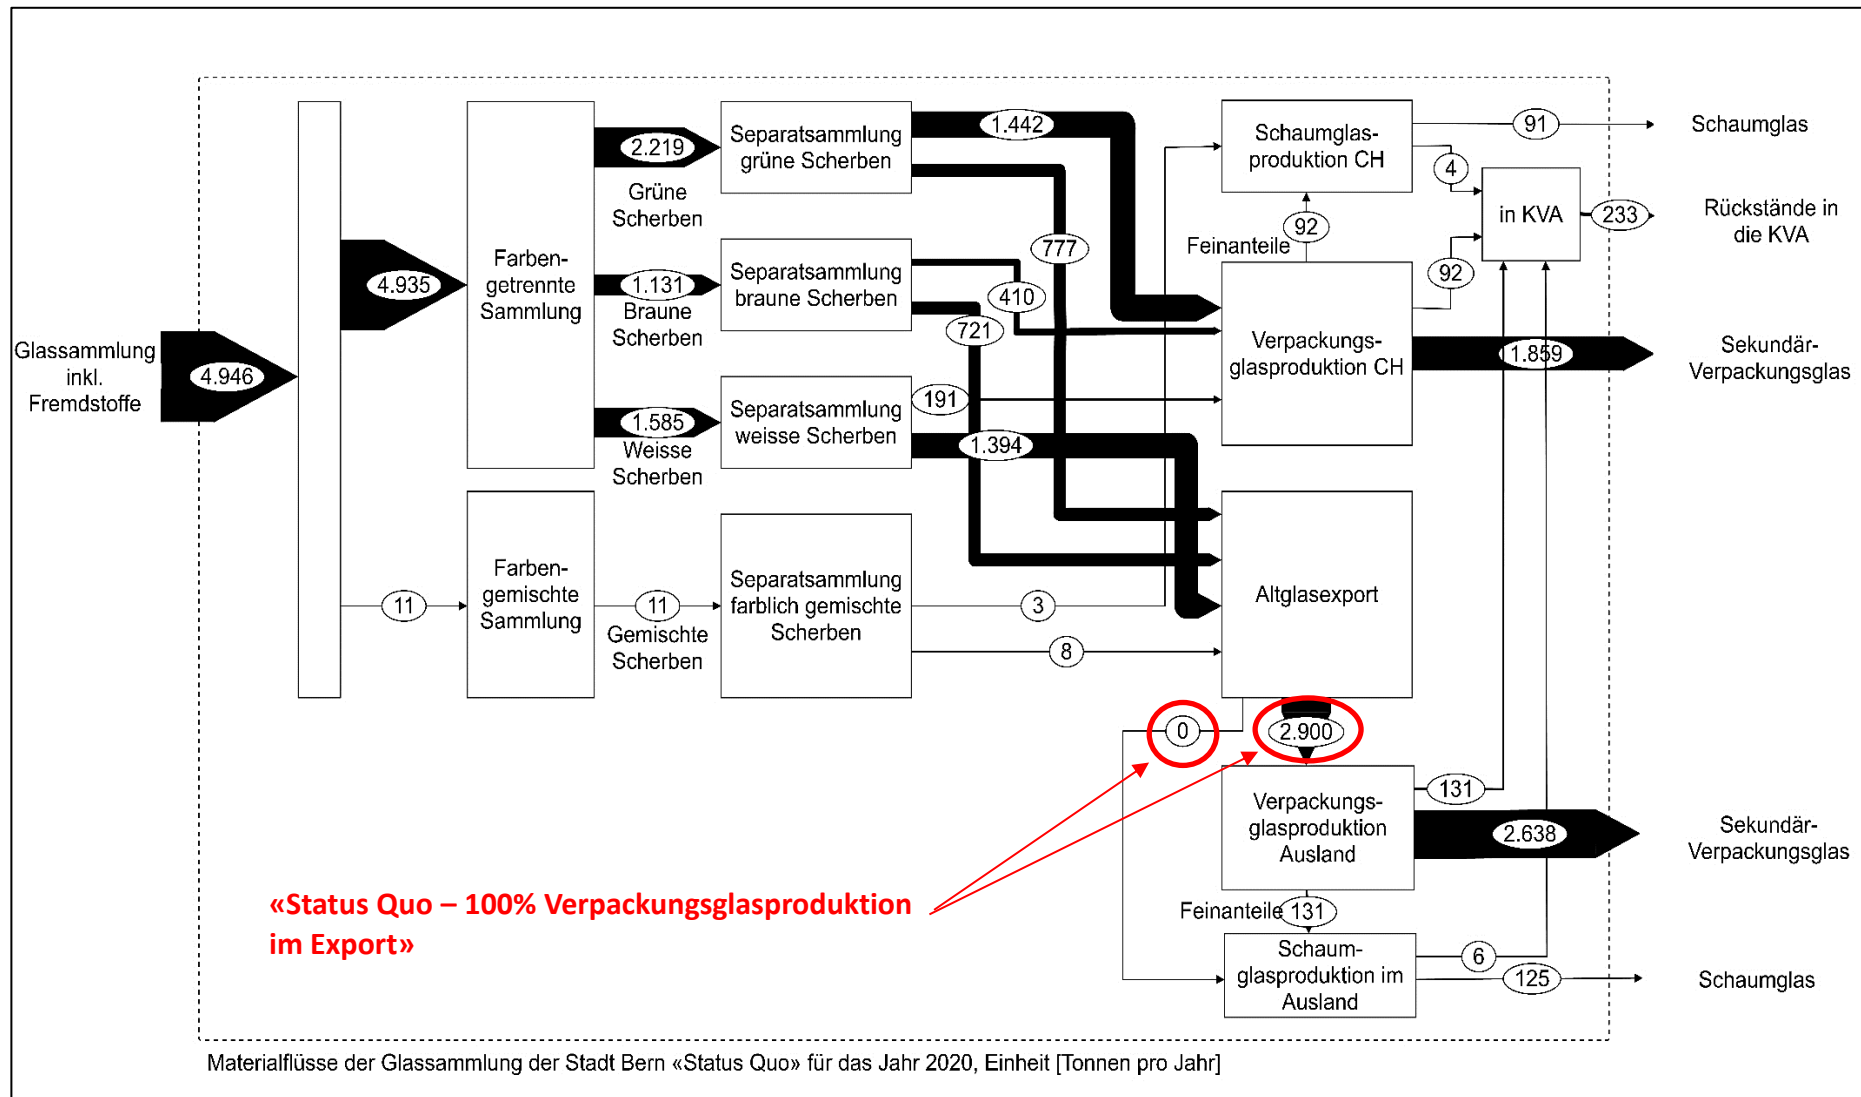 Glassammlung
inkl.
Fremdstoffe
4.946
4.935
11
Farben-
getrennte
Sammlung
Farben-
gemischte
Sammlung
2.219
Grüne
Scherben
1.131
Braune
Scherben
1.585
Weisse
Scherben
11
Gemischte
Scherben
Separatsammlung
grüne Scherben
Separatsammlung
braune Scherben
Separatsammlung
weisse Scherben
Separatsammlung
farblich gemischte
Scherben
1.442
777
410
721
191
1.394
3
8
Schaumglas-
produktion CH
Feinanteile
92
Verpackungs-
glasproduktion CH
Altglasexport
0
2.900
Verpackungs-
glasproduktion
Ausland
Feinanteile
131
Schaum-
glasproduktion im
Ausland
91
4
in KVA
92
233
1.859
131
2.638
6
125
Schaumglas
Rückstände in
die KVA
Sekundär-
Verpackungsglas
Sekundär-
Verpackungsglas
Schaumglas
«Status Quo – 100% Verpackungsglasproduktion
im Export»
Materialflüsse der Glassammlung der Stadt Bern «Status Quo» für das Jahr 2020, Einheit [Tonnen pro Jahr]